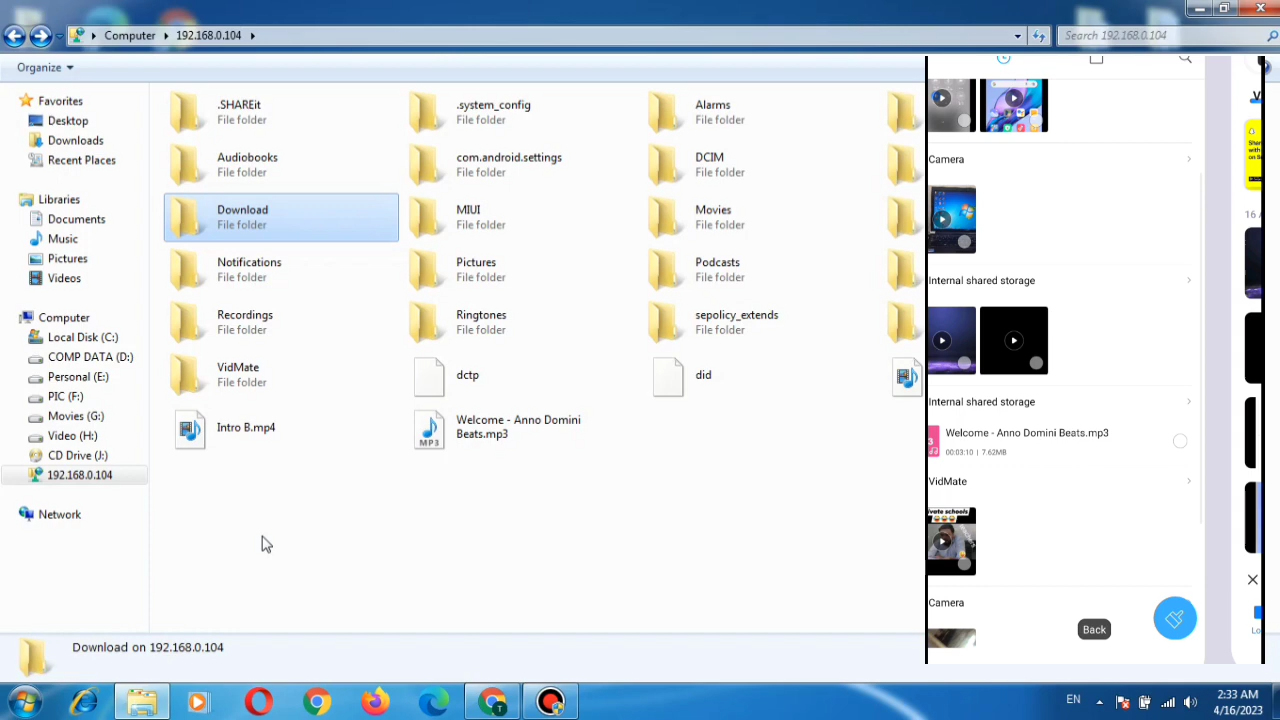 Computer
192.168.0.104
Search 192.168.0.104
Organize
Favorites
Desktop
Downloads
Recent Places
Libraries
Documents
Music
Pictures
Videos
Computer
Local Disk (C:)
COMP DATA (D:)
Personal (E:)
PIC (F:)
Movies (G:)
Video (H:)
CD Drive (J:)
192.168.0.104
Network
.SHAREit
File folder
.system_config
File folder
Alarms
File folder
Audiobooks
File folder
com.android.settings
File folder
DCIM
File folder
Download
File folder
MIUI
File folder
Movies
File folder
Notifications
File folder
Pictures
File folder
Podcasts
File folder
Recordings
File folder
Ringtones
File folder
sepolicy_extends
File folder
VidMate
File folder
dctp
did
Intro B.mp4
MP3
Welcome - Anno Domini
Beats.mp3
Download on 192.168.0.104
Camera
Internal shared storage
Internal shared storage
Welcome - Anno Domini Beats.mp3
00:03:10 | 7.62MB
VidMate
Camera
Back
EN
2:33 AM
4/16/2023